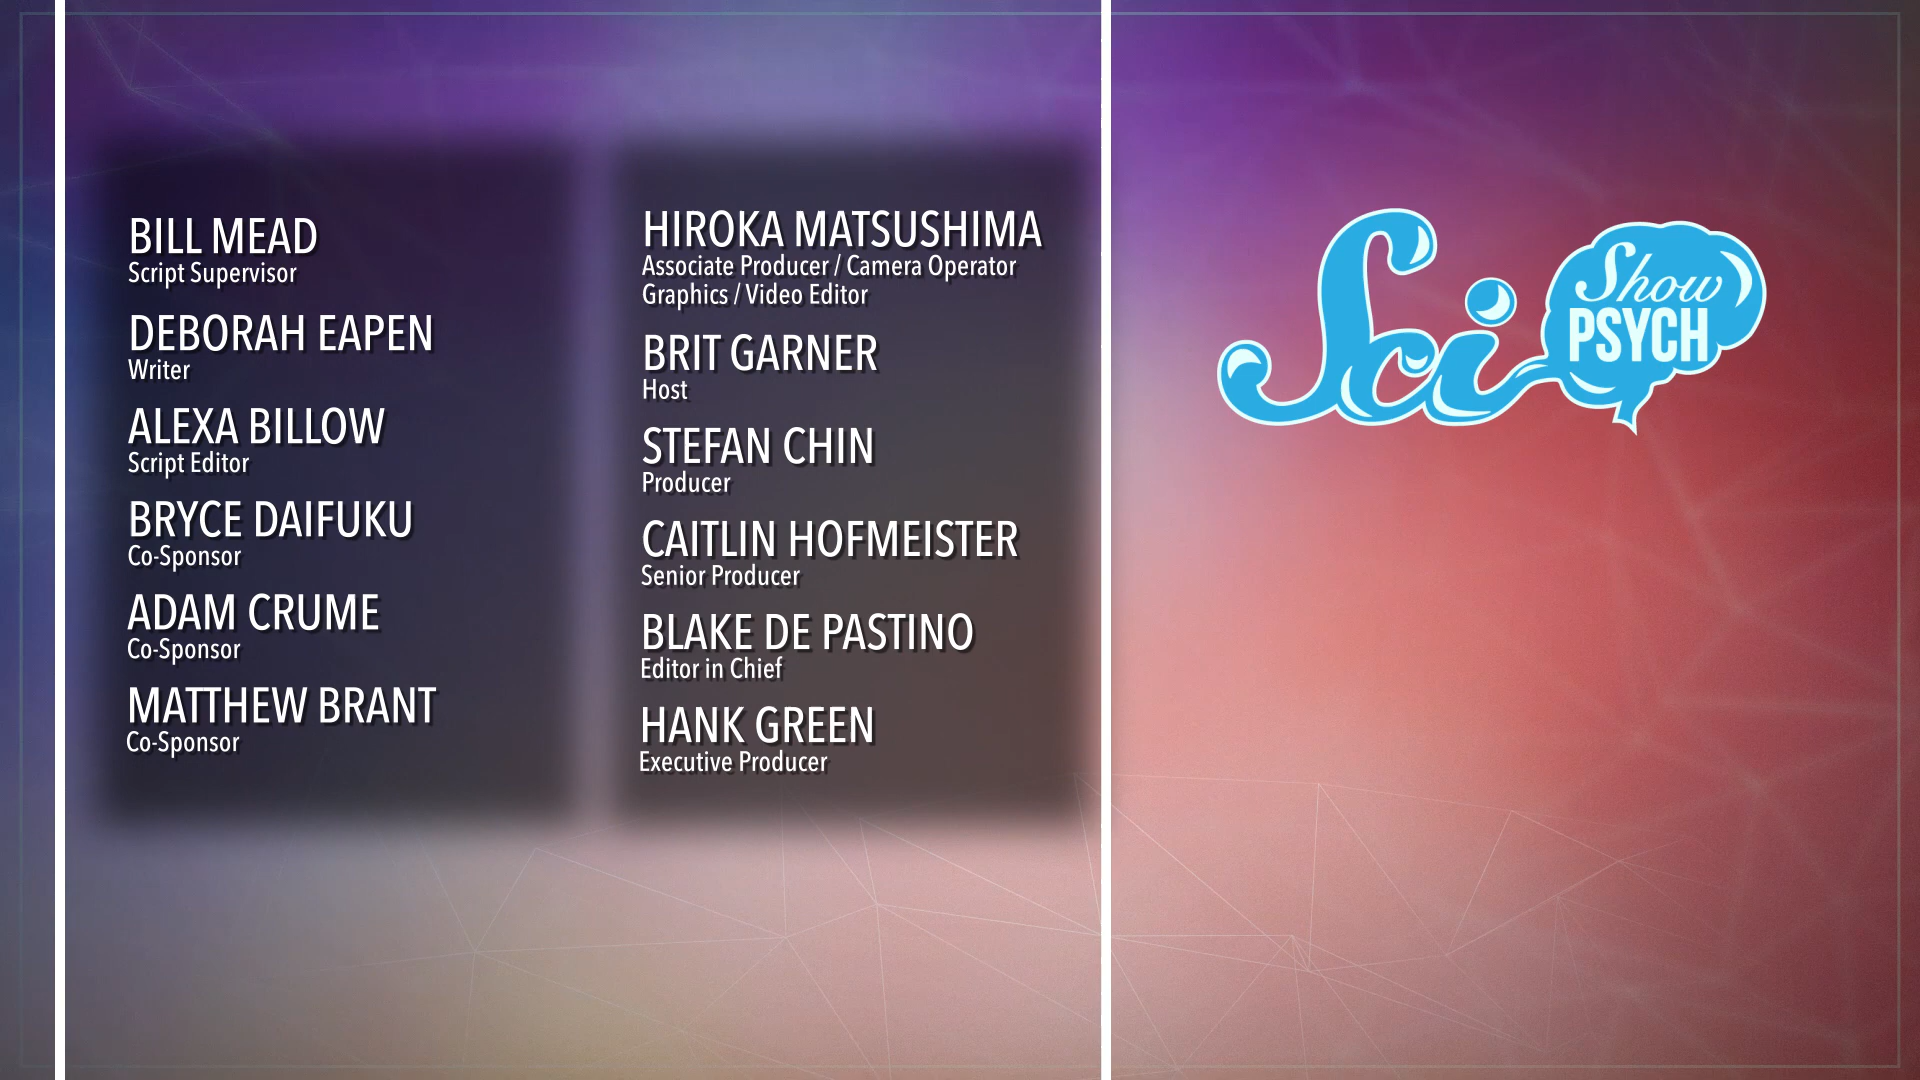 BILL MEAD
Script Supervisor
DEBORAH EAPEN
Writer
ALEXA BILLOW
Script Editor
BRYCE DAIFUKU
Co-Sponsor
ADAM CRUME
Co-Sponsor
MATTHEW BRANT
Co-Sponsor
HIROKA MATSUSHIMA
Associate Producer / Camera Operator
Graphics / Video Editor
BRIT GARNER
Host
STEFAN CHIN
Producer
CAITLIN HOFMEISTER
Senior Producer
BLAKE DE PASTINO
Editor in Chief
HANK GREEN
Executive Producer
Sci
Show
PSYCH